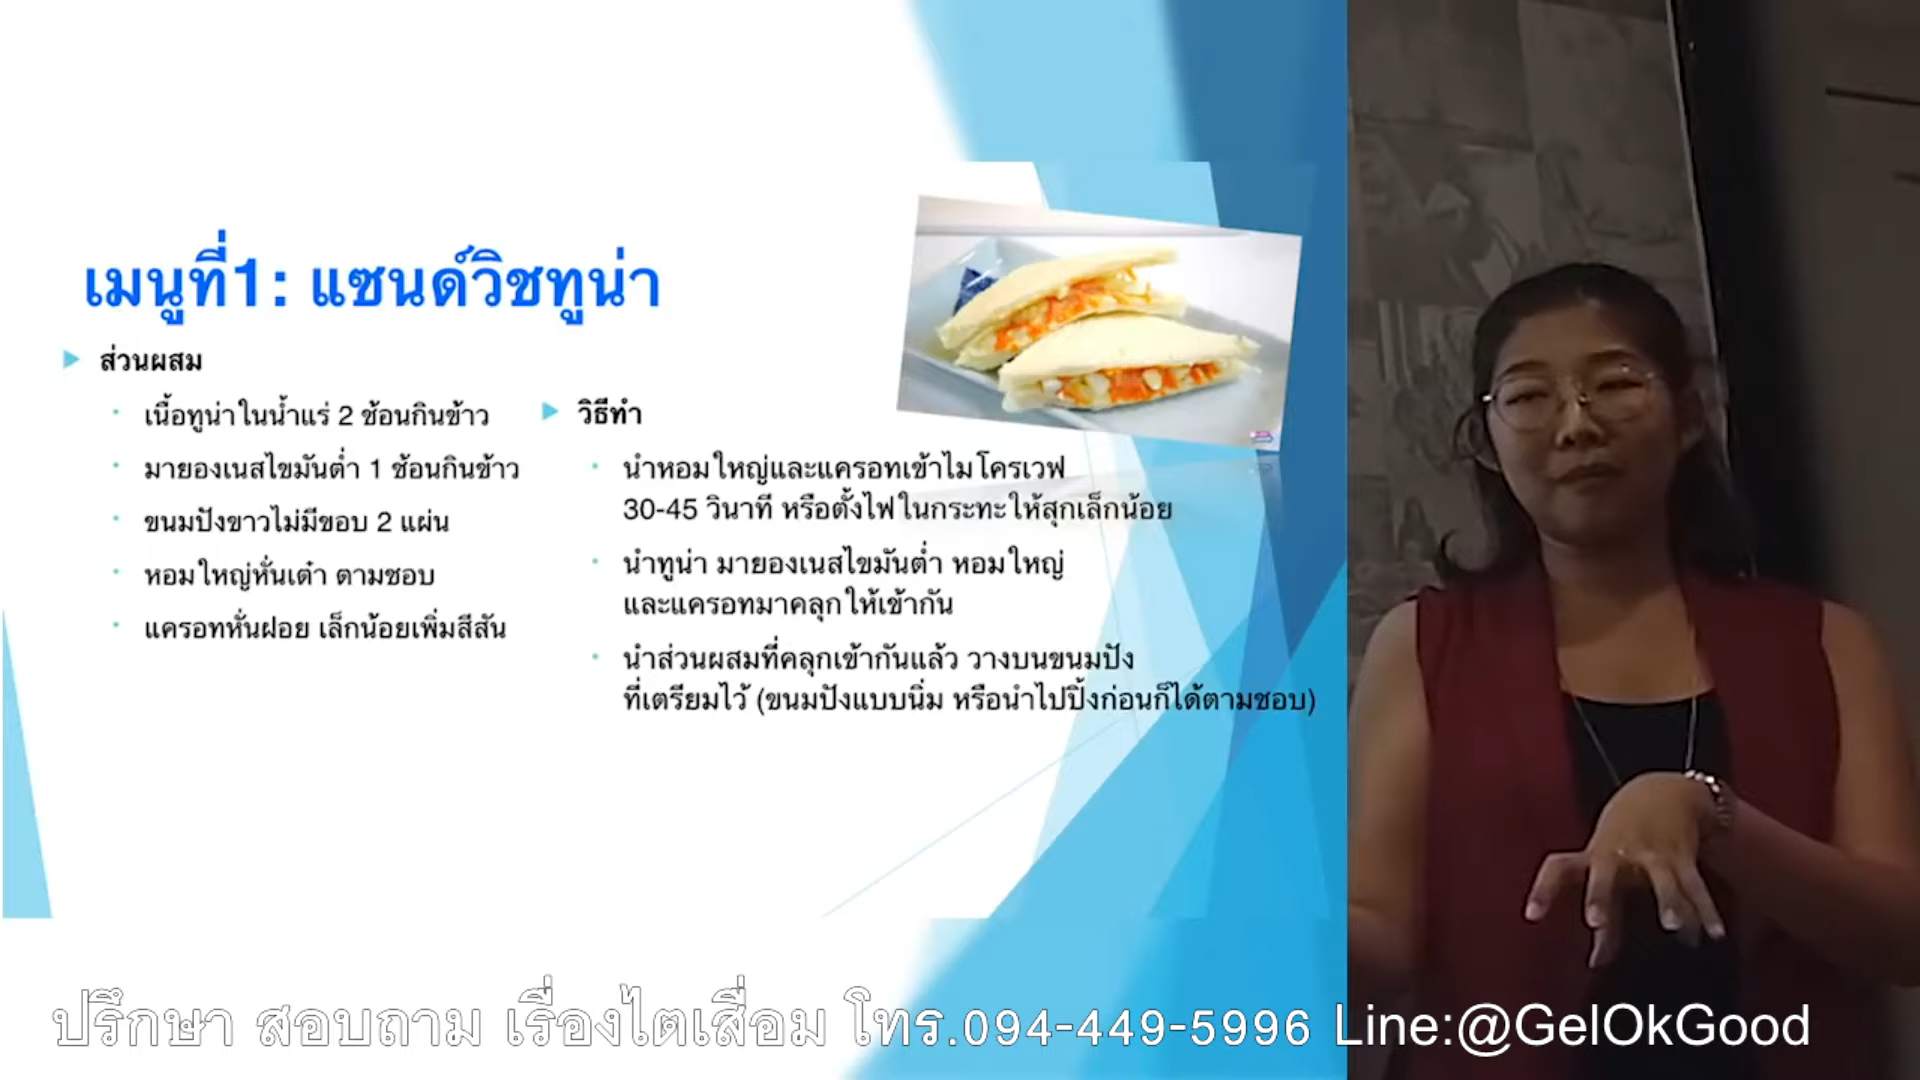 เมนูที่1: แซนด์วิชทูน่า
ส่วนผสม
เนื้อทูน่าในน้ำแร่ 2 ช้อนกินข้าว
มายองเนสไขมันต่ำ 1 ช้อนกินข้าว
ขนมปังขาวไม่มีขอบ 2 แผ่น
หอมใหญ่หั่นเต๋า ตามชอบ
แครอทหั่นฝอย เล็กน้อยเพิ่มสีสัน
วิธีทำ
นำหอมใหญ่และแครอทเข้าไมโครเวฟ
30-45 วินาที หรือตั้งไฟในกระทะให้สุกเล็กน้อย
นำทูน่า มายองเนสไขมันต่ำ หอมใหญ่
และแครอทมาคลุกให้เข้ากัน
นำส่วนผสมที่คลุกเข้ากันแล้ว วางบนขนมปัง
ที่เตรียมไว้ (ขนมปังแบบนิ่ม หรือนำไปปิ้งก่อนก็ได้ตามชอบ)
ปรึกษา สอบถาม เรื่องไตเสื่อม โทร.094-449-5996 Line:@GelOkGood